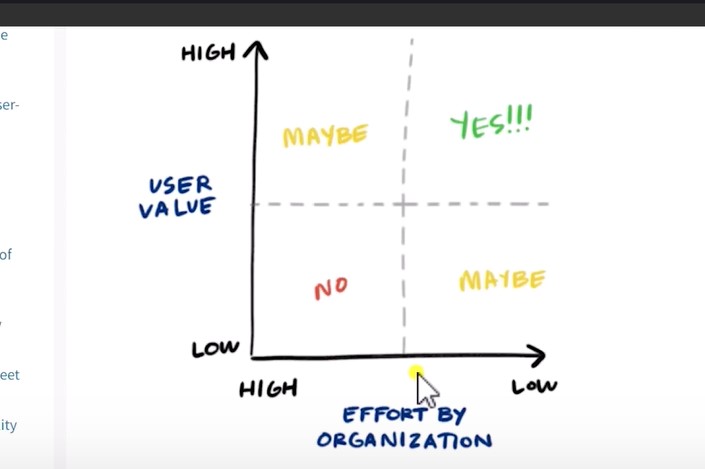 e
ser-
of
eet
ity
HIGH
MAYBE
YES!!!
USER
VALUE
NO
MAYBE
LOW
HIGH
LOW
EFFORT BY
ORGANIZATION